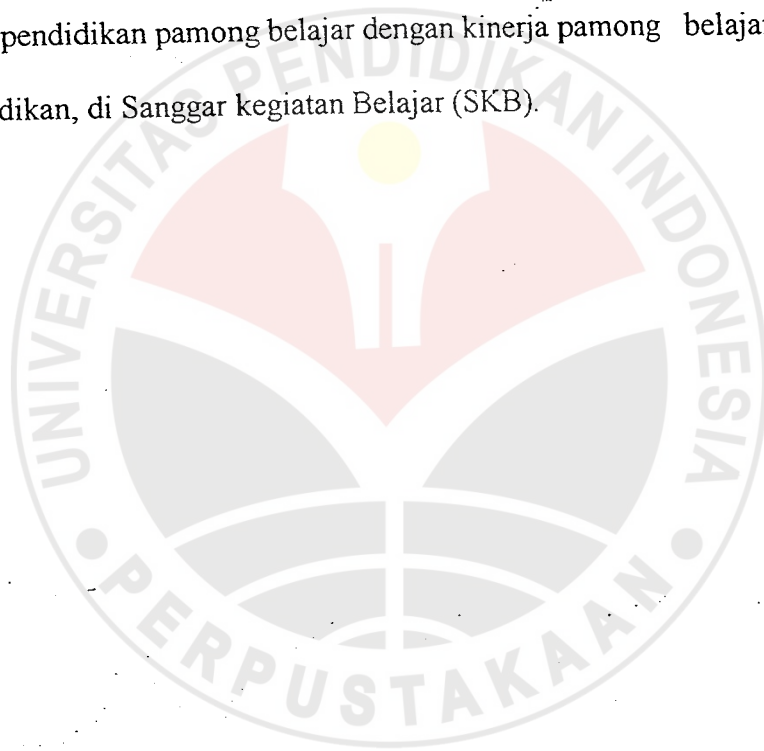 pendidikan pamong belajar dengan kinerja pamong belajar
dikan, di Sanggar kegiatan Belajar (SKB).
UNIVERSITAS PENDIDIKAN INDONESIA
PERPUSTAKAAN